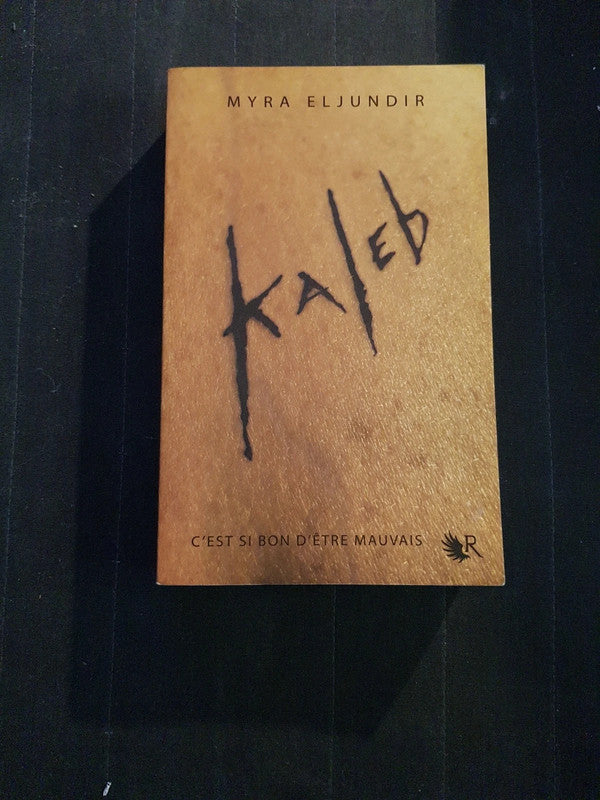 MYRA ELJUNDIR
Kaleb
C'EST SI BON D'ÊTRE MAUVAIS
R